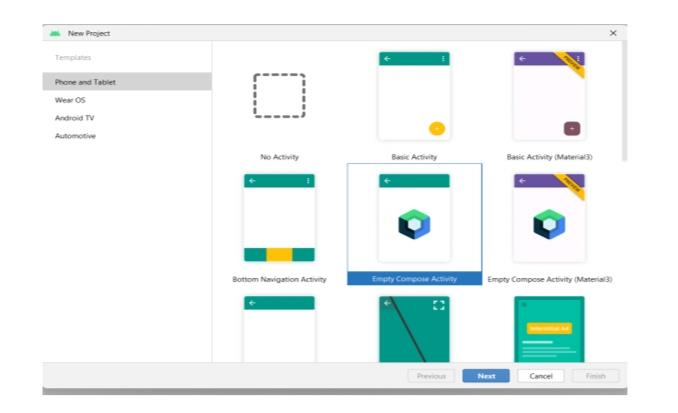 New Project
Templates
Phone and Tablet
Wear OS
Android TV
Automotive
No Activity
Basic Activity
PREVIEW
Basic Activity (Material3)
Bottom Navigation Activity
Empty Compose Activity
PREVIEW
Empty Compose Activity (Material3)
Interstitial Ad
Previous
Next
Cancel
Finish